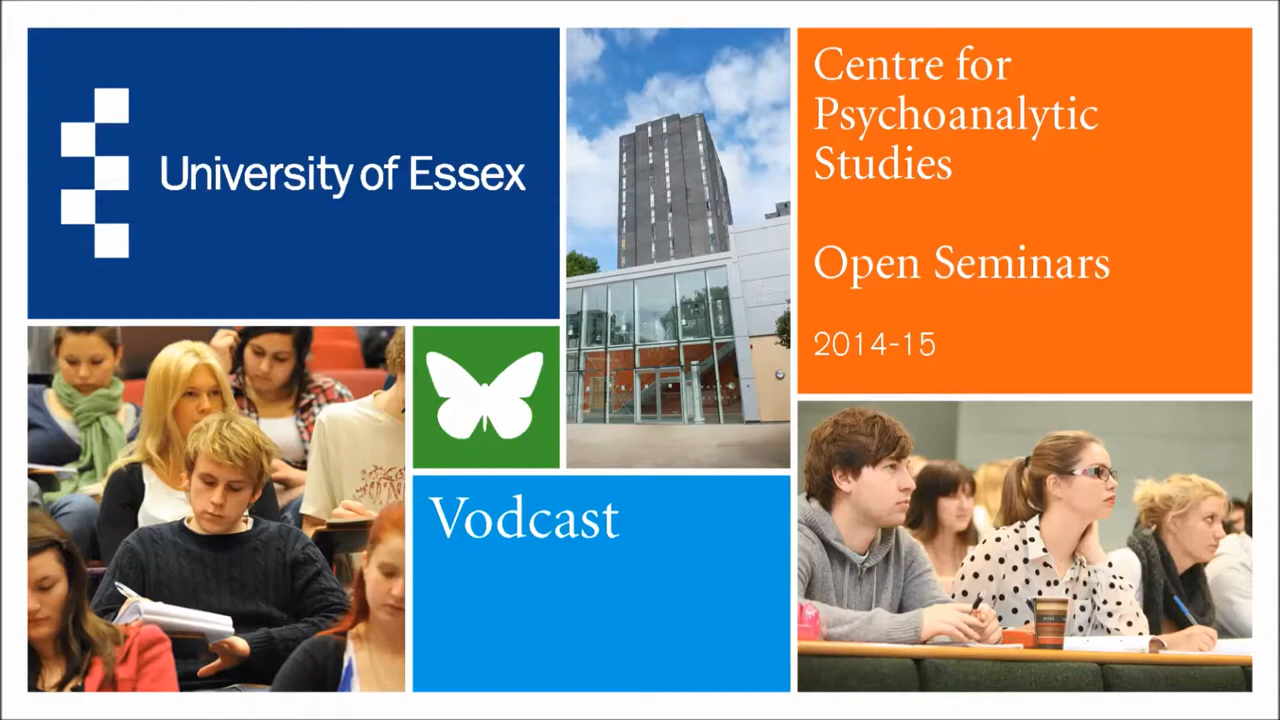 University of Essex
Centre for
Psychoanalytic
Studies
Open Seminars
2014-15
Vodcast